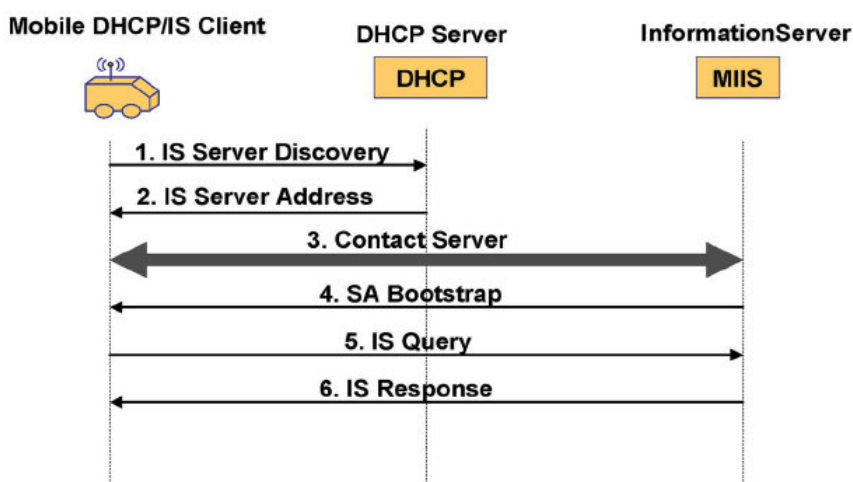 Mobile DHCP/IS Client
DHCP Server
InformationServer
DHCP
MIIS
1. IS Server Discovery
2. IS Server Address
3. Contact Server
4. SA Bootstrap
5. IS Query
6. IS Response